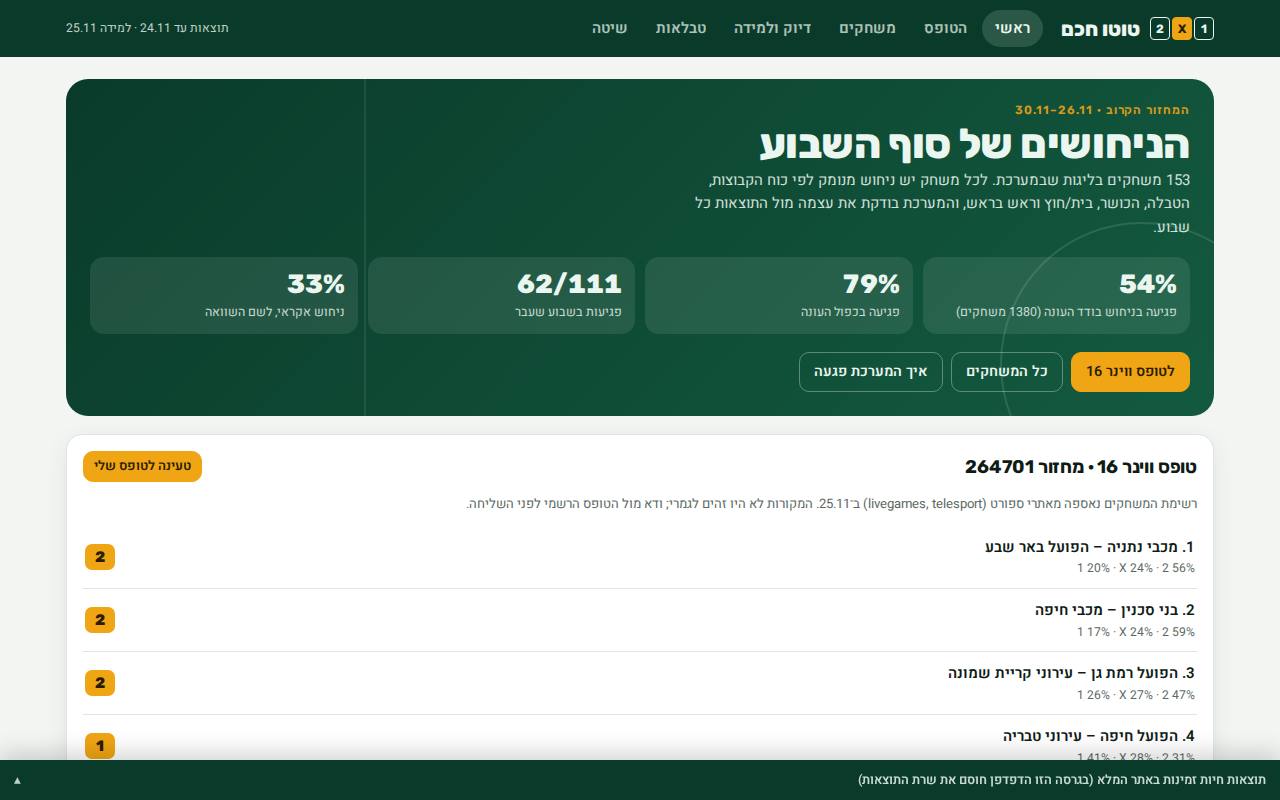 1 X 2 טוטו חכם
ראשי
הטופס
משחקים
דיוק ולמידה
טבלאות
שיטה
תוצאות עד 24.11 · למידה 25.11
המחזור הקרוב • 26.11–30.11
הניחושים של סוף השבוע
153 משחקים בליגות שבמערכת. לכל משחק יש ניחוש מנומק לפי כוח הקבוצות,
הטבלה, הכושר, בית/חוץ וראש בראש, והמערכת בודקת את עצמה מול התוצאות כל
שבוע.
54%
פגיעה בניחוש בודד העונה (1380 משחקים)
79%
פגיעה בכפול העונה
62/111
פגיעות בשבוע שעבר
33%
ניחוש אקראי, לשם השוואה
לטופס ווינר 16
כל המשחקים
איך המערכת פגעה
טופס ווינר 16 • מחזור 264701
טעינה לטופס שלי
רשימת המשחקים נאספה מאתרי ספורט (livegames, telesport) ב־25.11. המקורות לא היו זהים לגמרי; ודא מול הטופס הרשמי לפני השליחה.
1. מכבי נתניה – הפועל באר שבע
1 20% · X 24% · 2 56%
2
2. בני סכנין – מכבי חיפה
1 17% · X 24% · 2 59%
2
3. הפועל רמת גן – עירוני קריית שמונה
1 26% · X 27% · 2 47%
2
4. הפועל חיפה – עירוני טבריה
1 41% · X 28% · 2 31%
1
תוצאות חיות זמינות באתר המלא (בגרסה הזו הדפדפן חוסם את שרת התוצאות)
▲